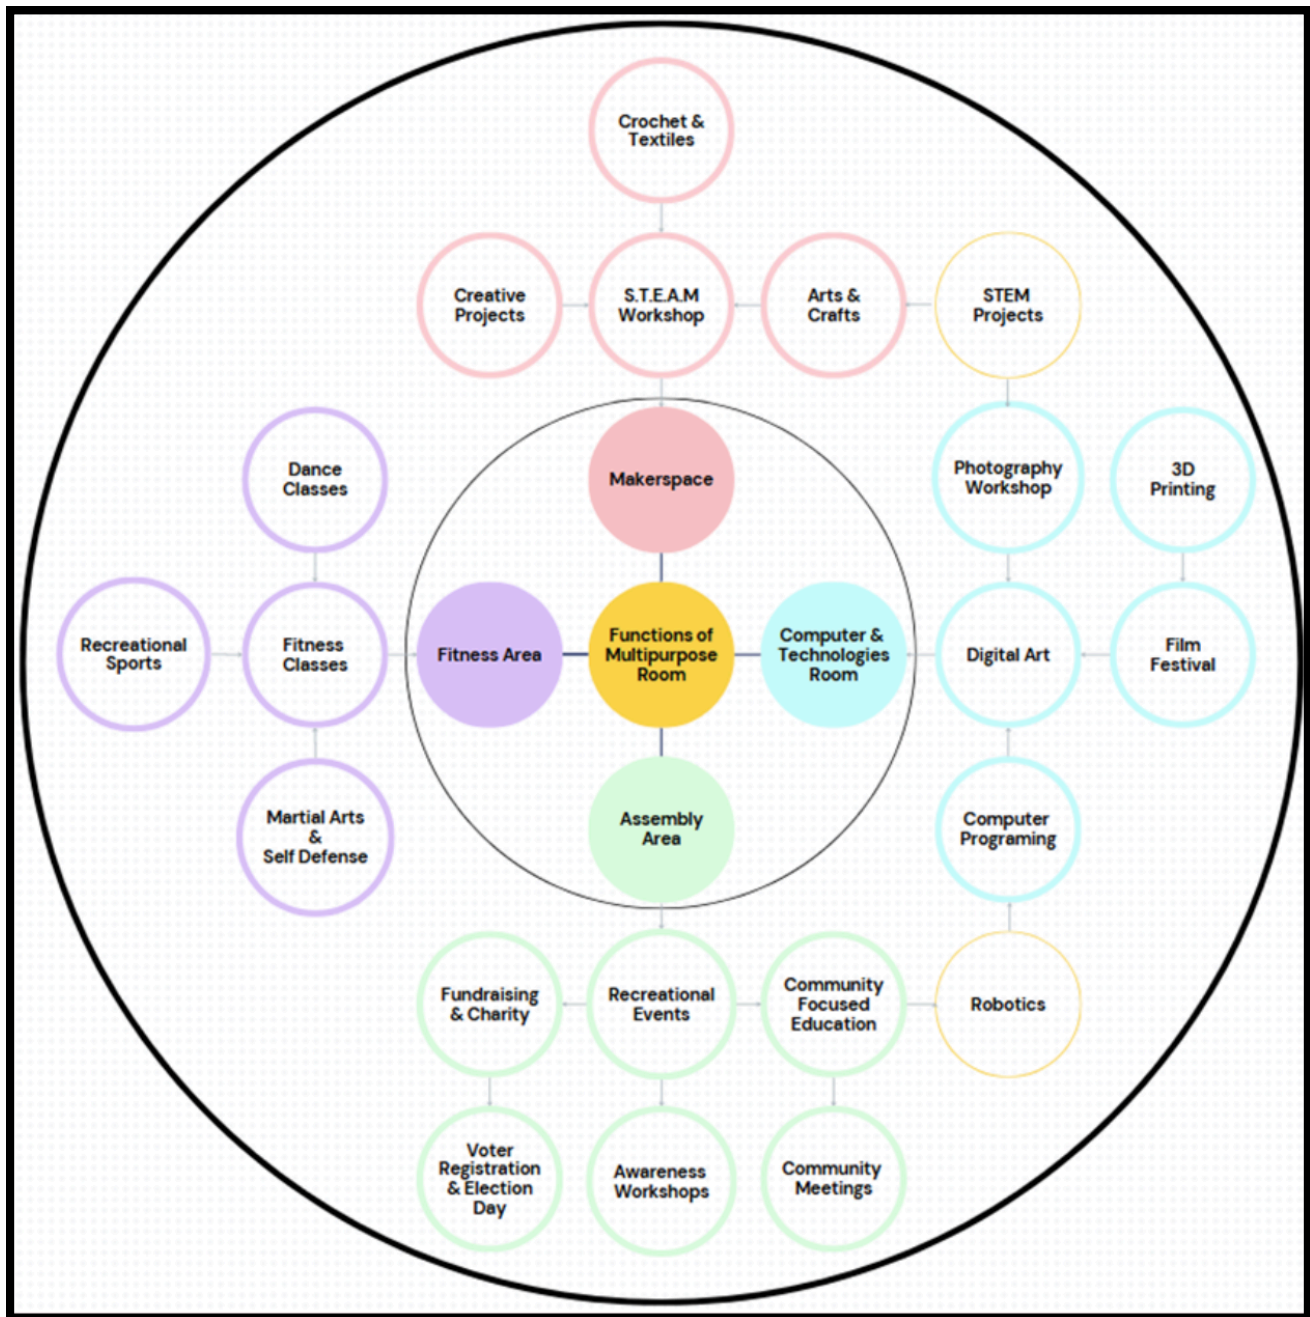 Crochet &
Textiles
Creative
Projects
S.T.E.A.M
Workshop
Arts &
Crafts
STEM
Projects
Dance
Classes
Makerspace
Photography
Workshop
3D
Printing
Recreational
Sports
Fitness
Classes
Fitness Area
Functions of
Multipurpose
Room
Computer &
Technologies
Room
Digital Art
Film
Festival
Martial Arts
&
Self Defense
Assembly
Area
Computer
Programing
Fundraising
& Charity
Recreational
Events
Community
Focused
Education
Robotics
Voter
Registration
& Election
Day
Awareness
Workshops
Community
Meetings